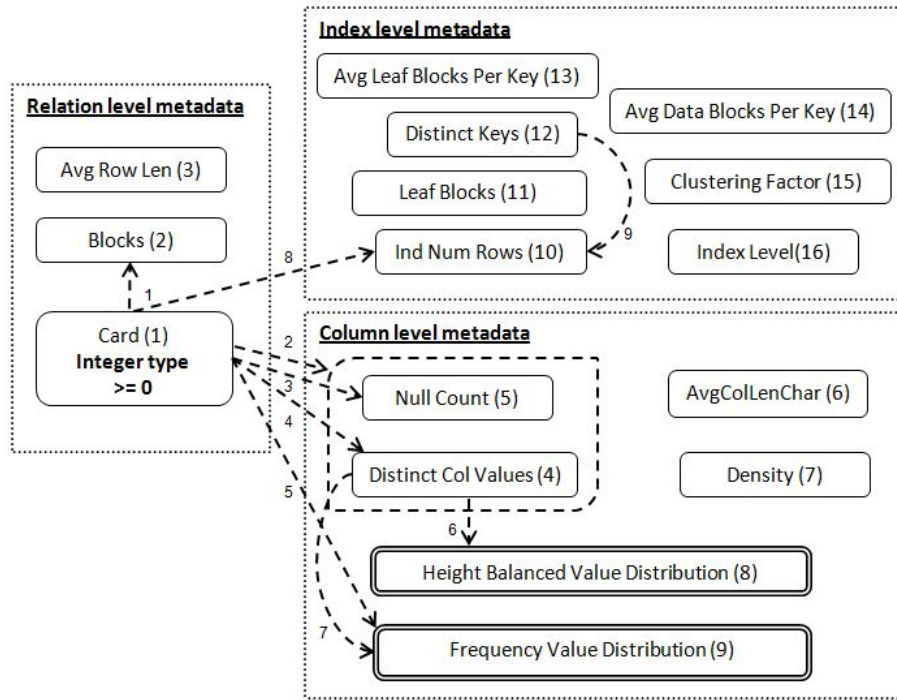 Relation level metadata
Avg Row Len (3)
Blocks (2)
1
Card (1)
Integer type
>= 0
8
2
3
4
5
Index level metadata
Avg Leaf Blocks Per Key (13)
Avg Data Blocks Per Key (14)
Distinct Keys (12)
Leaf Blocks (11)
Clustering Factor (15)
9
Ind Num Rows (10)
Index Level(16)
Column level metadata
Null Count (5)
AvgColLenChar (6)
Distinct Col Values (4)
Density (7)
6
Height Balanced Value Distribution (8)
7
Frequency Value Distribution (9)